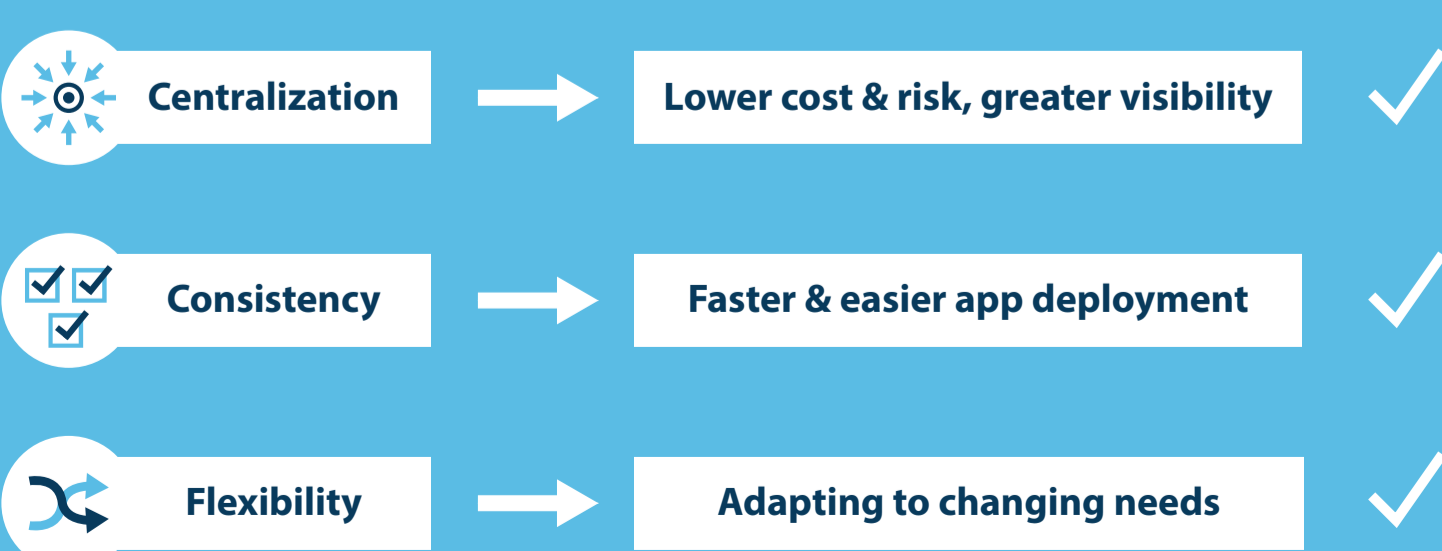 Centralization
Lower cost & risk, greater visibility
Consistency
Faster & easier app deployment
Flexibility
Adapting to changing needs